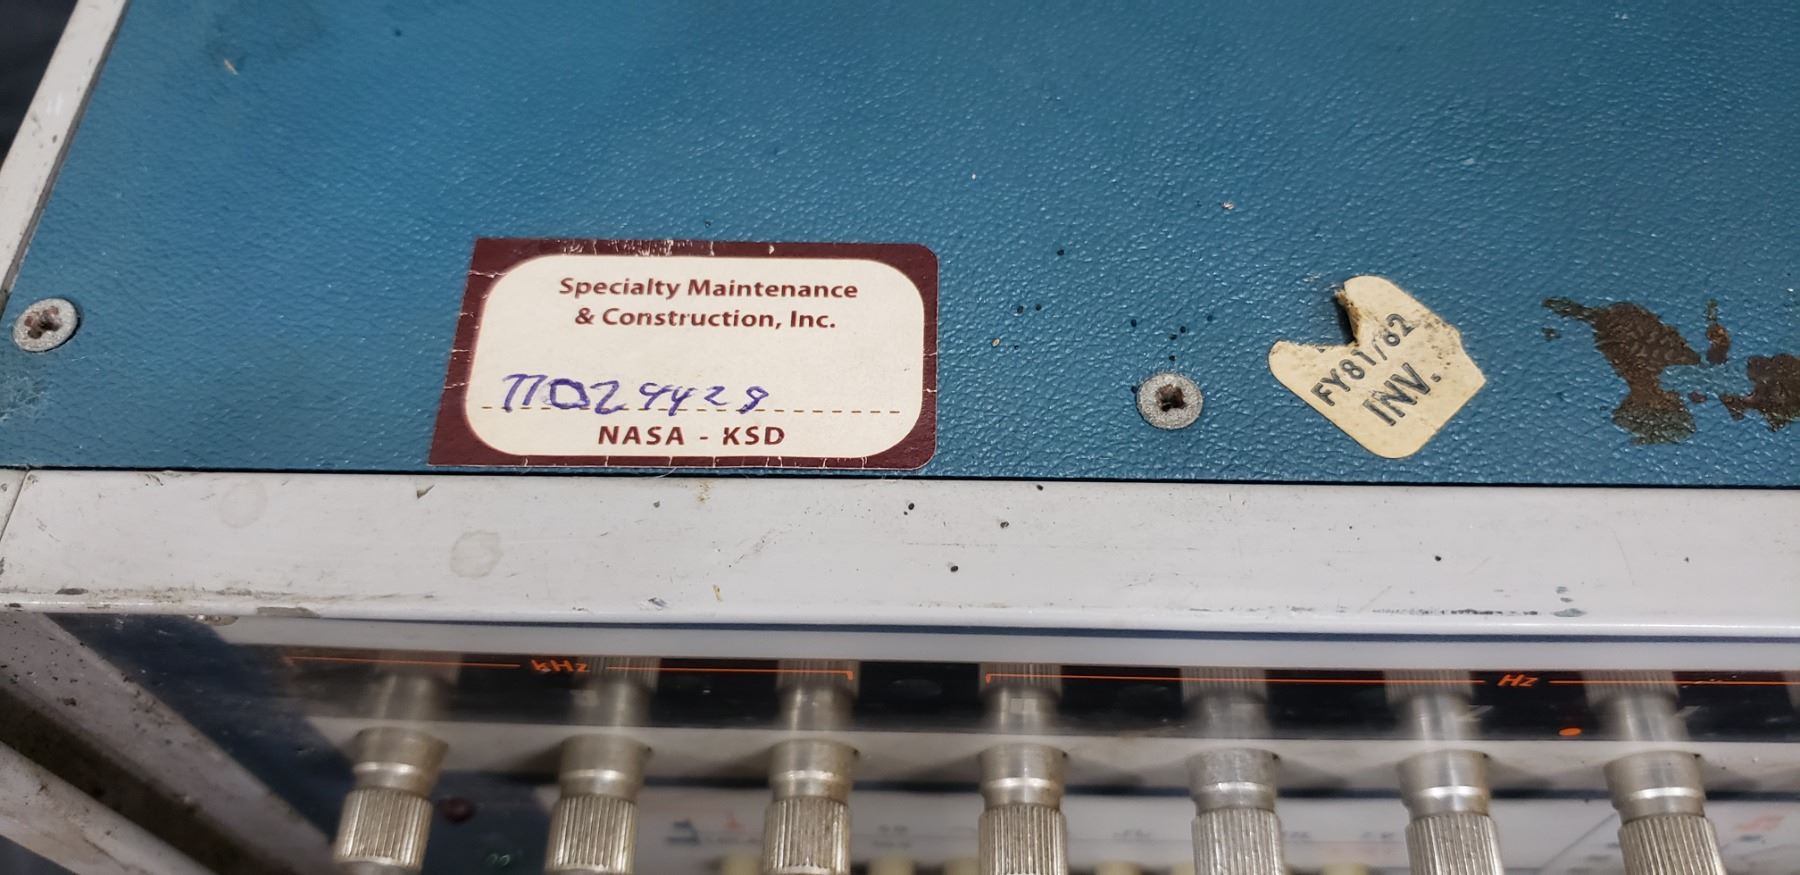 Specialty Maintenance
& Construction, Inc.
NASA - KSD
FY81/82
INV.
kHz
Hz